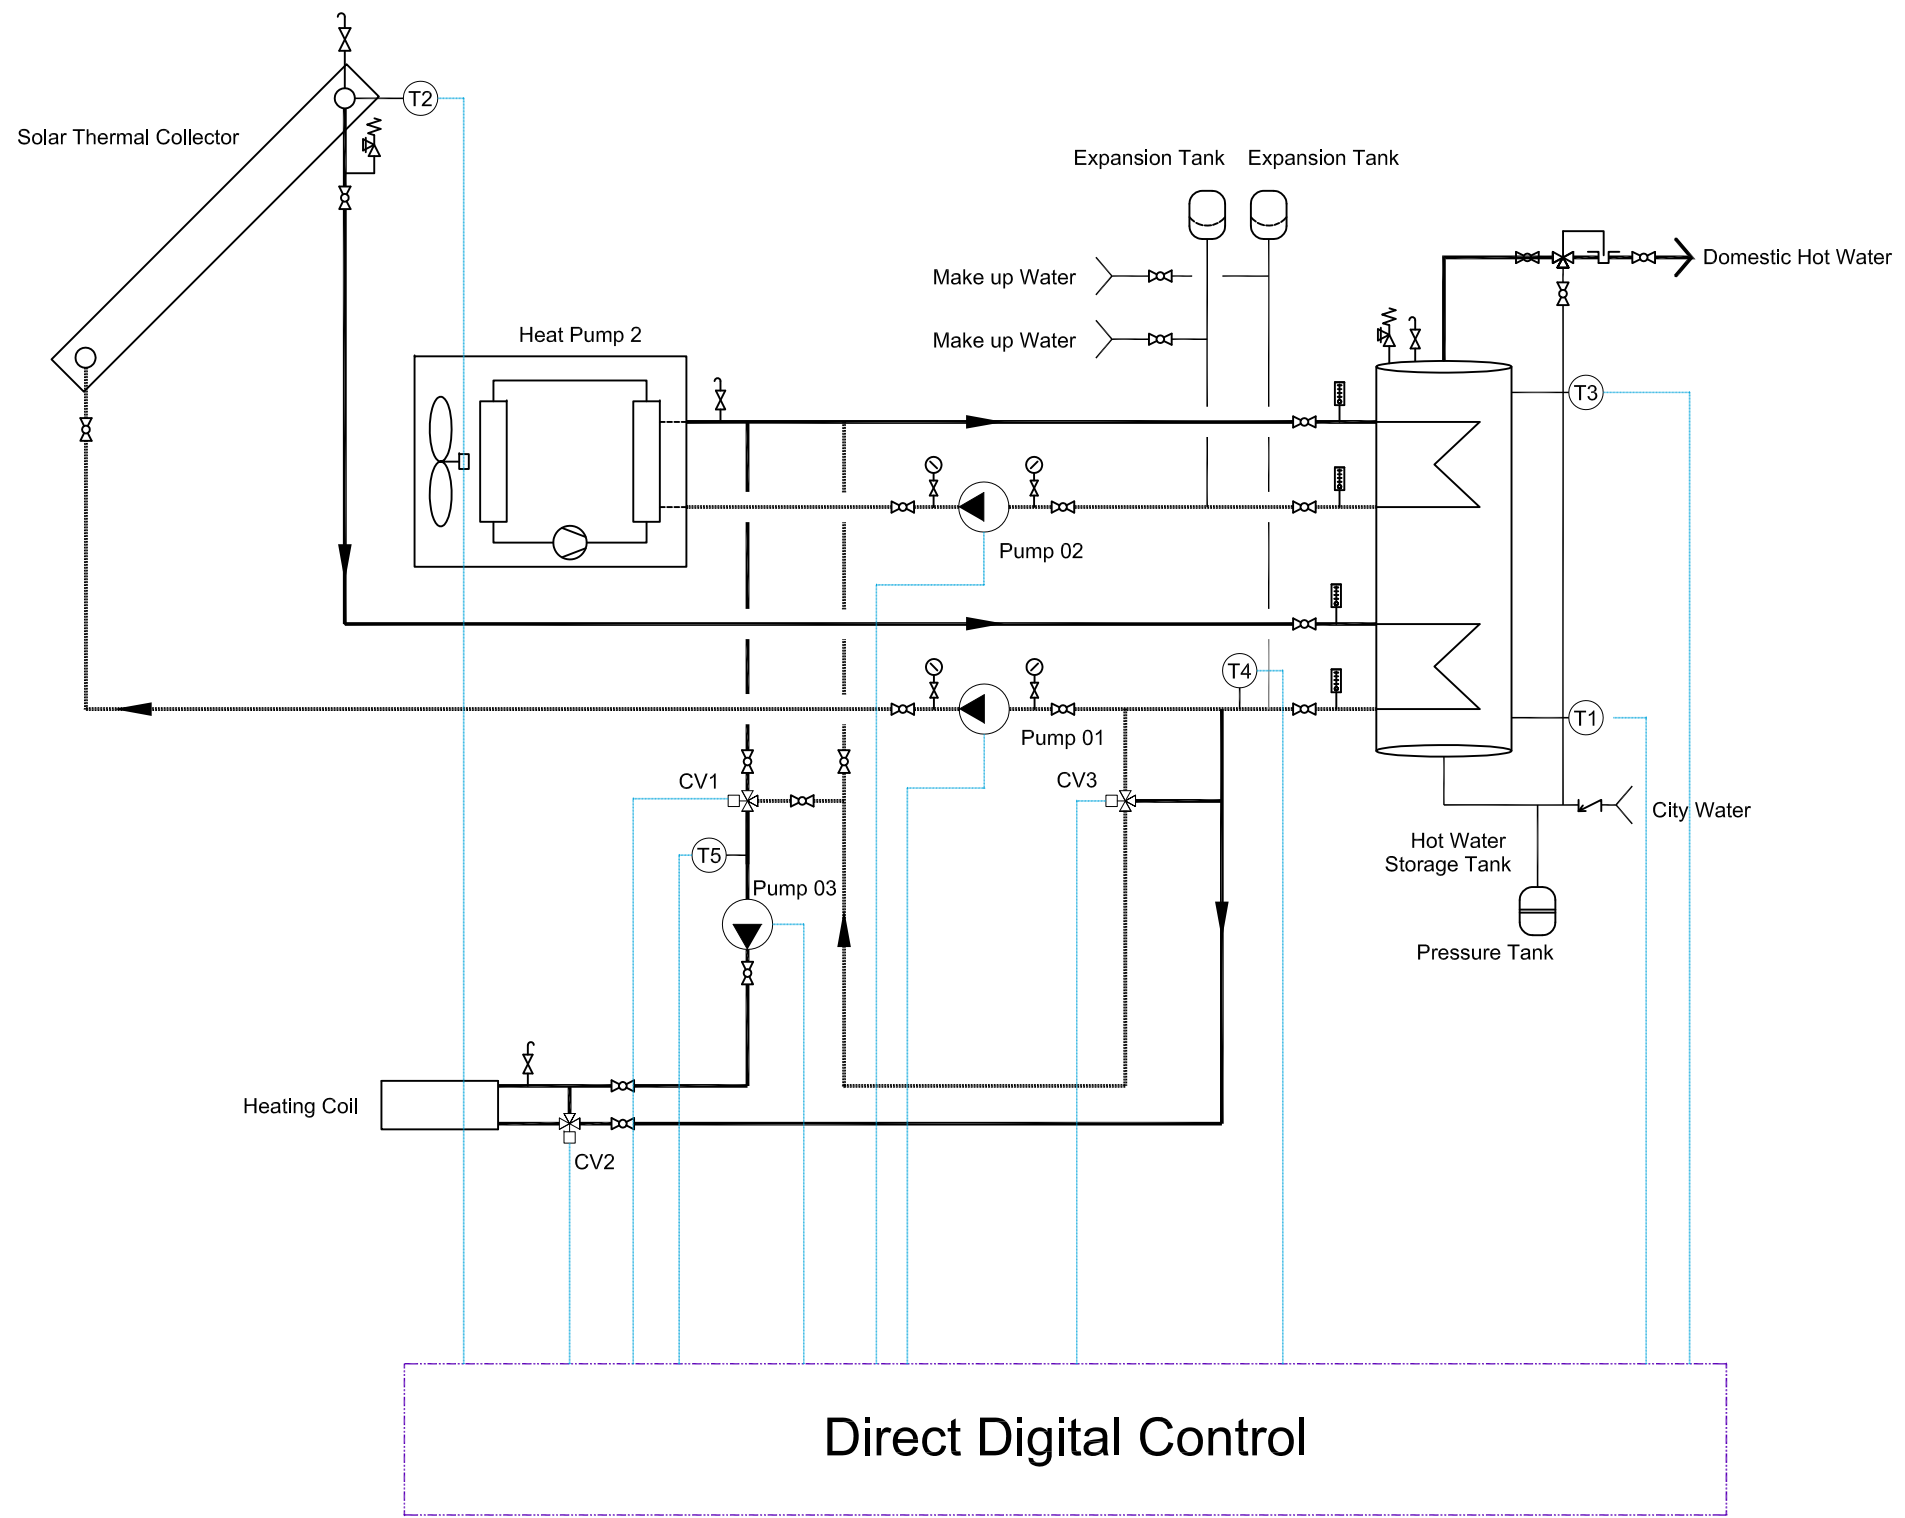 T2
Solar Thermal Collector
Expansion Tank
Expansion Tank
Domestic Hot Water
Make up Water
Make up Water
Heat Pump 2
T3
Pump 02
T4
T1
Pump 01
CV1
CV3
City Water
Hot Water
Storage Tank
T5
Pump 03
Pressure Tank
Heating Coil
CV2
Direct Digital Control